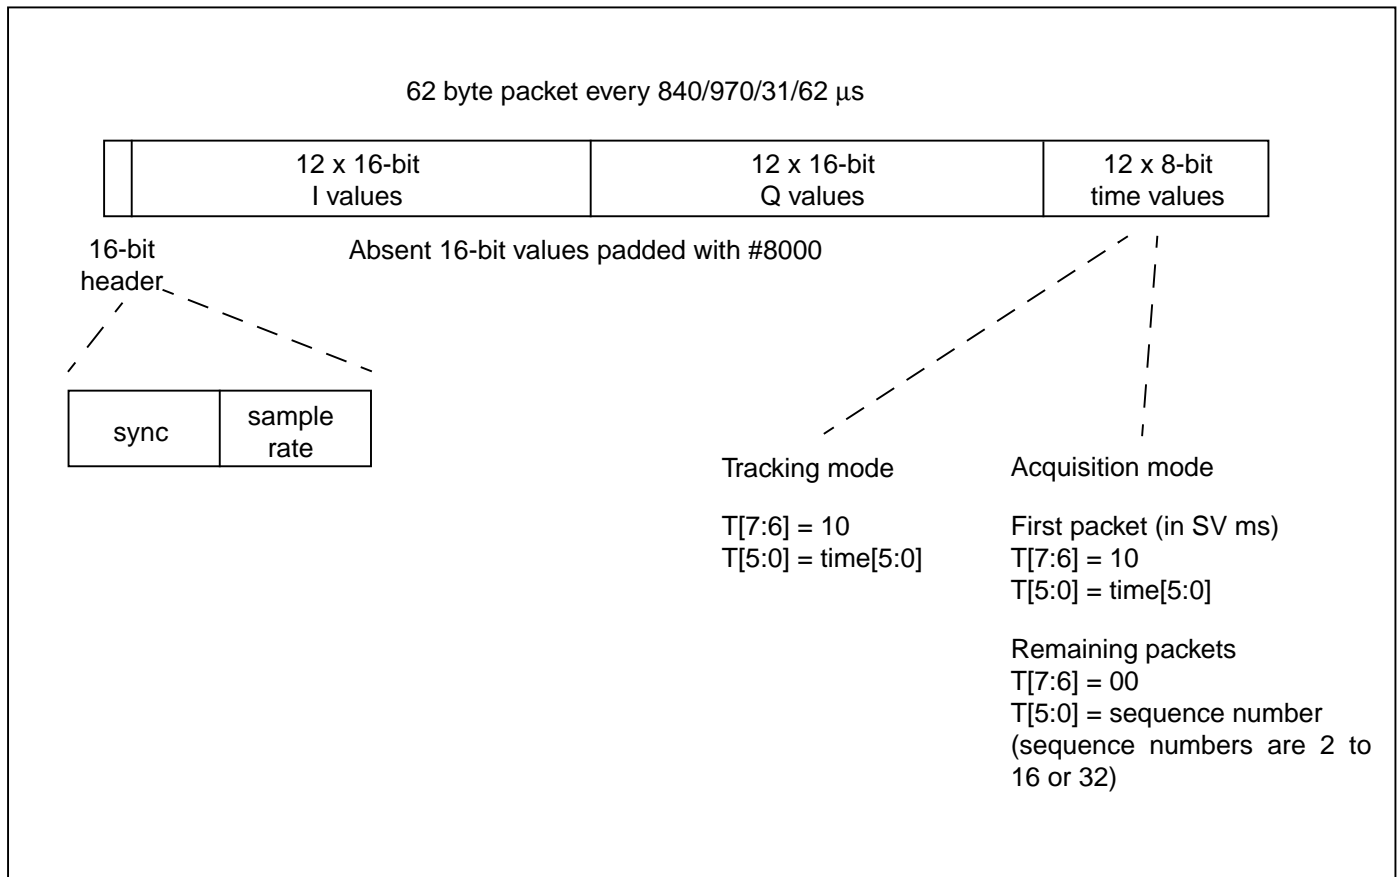 62 byte packet every 840/970/31/62 µs
12 x 16-bit
I values
12 x 16-bit
Q values
12 x 8-bit
time values
16-bit
header
Absent 16-bit values padded with #8000
sync
sample
rate
Tracking mode
T[7:6] = 10
T[5:0] = time[5:0]
Acquisition mode
First packet (in SV ms)
T[7:6] = 10
T[5:0] = time[5:0]
Remaining packets
T[7:6] = 00
T[5:0] = sequence number
(sequence numbers are 2 to
16 or 32)